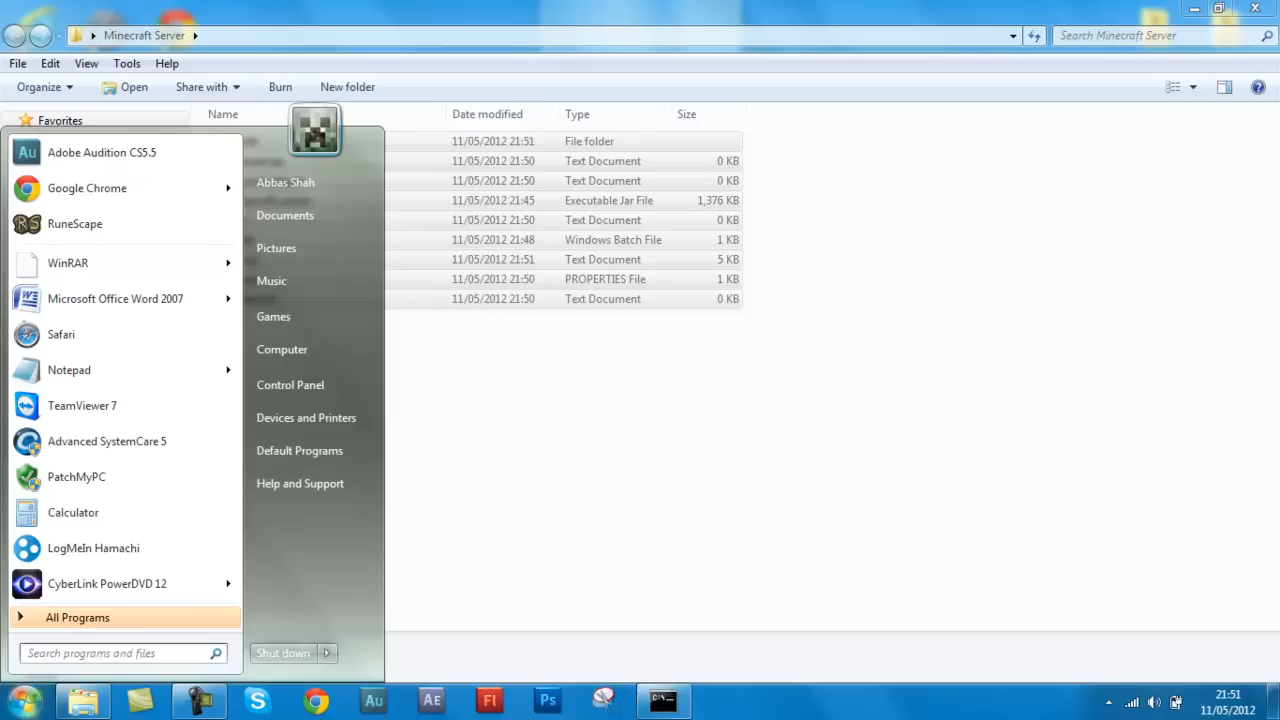 Minecraft Server
Search Minecraft Server
File Edit View Tools Help
Organize Open Share with Burn New folder
Favorites
Name Date modified Type Size
11/05/2012 21:51 File folder
11/05/2012 21:50 Text Document 0 KB
11/05/2012 21:50 Text Document 0 KB
11/05/2012 21:45 Executable Jar File 1,376 KB
11/05/2012 21:50 Text Document 0 KB
11/05/2012 21:48 Windows Batch File 1 KB
11/05/2012 21:51 Text Document 5 KB
11/05/2012 21:50 PROPERTIES File 1 KB
11/05/2012 21:50 Text Document 0 KB
Au Adobe Audition CS5.5
Google Chrome
RS RuneScape
WinRAR
Microsoft Office Word 2007
Safari
Notepad
TeamViewer 7
Advanced SystemCare 5
PatchMyPC
Calculator
LogMeIn Hamachi
CyberLink PowerDVD 12
All Programs
Search programs and files
Abbas Shah
Documents
Pictures
Music
Games
Computer
Control Panel
Devices and Printers
Default Programs
Help and Support
Shut down
Au AE Fl Ps C:\
21:51
11/05/2012